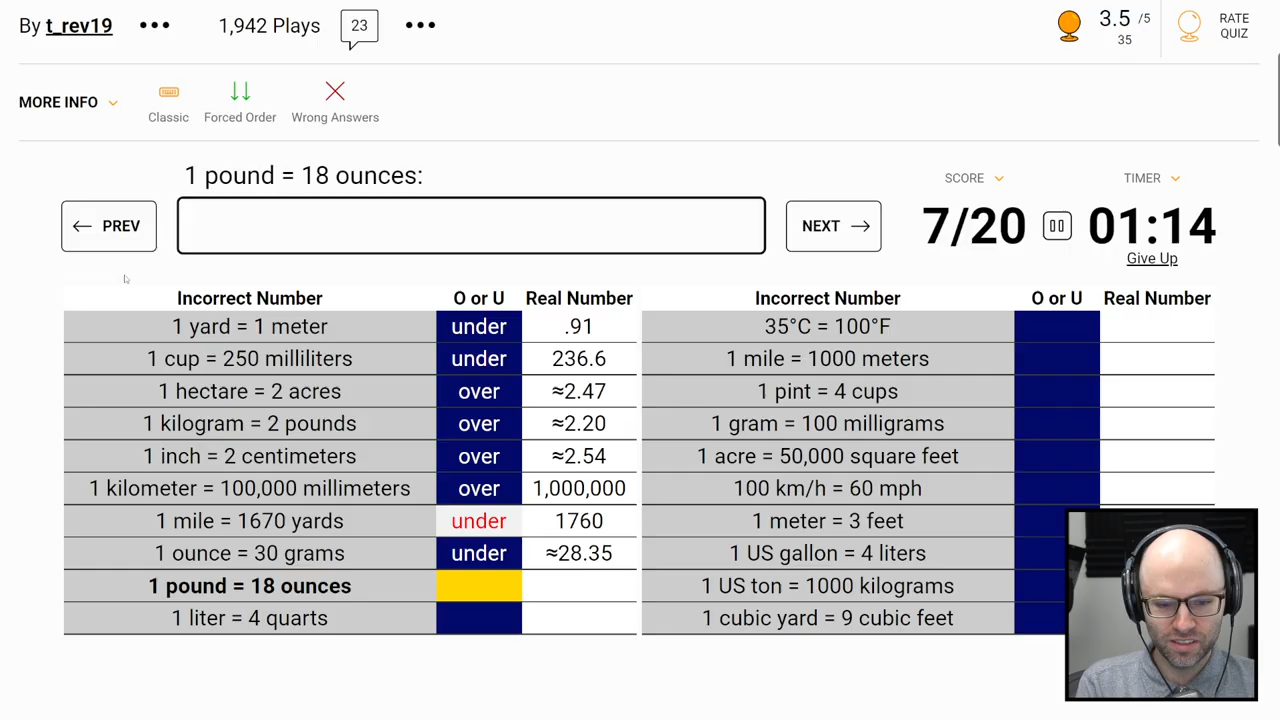 By t_rev19 ••• 1,942 Plays 23 •••
3.5 /5
35
RATE
QUIZ
MORE INFO
Classic
Forced Order
Wrong Answers
1 pound = 18 ounces:
← PREV
NEXT →
SCORE
7/20
TIMER
01:14
Give Up
Incorrect Number O or U Real Number
1 yard = 1 meter under .91
1 cup = 250 milliliters under 236.6
1 hectare = 2 acres over ≈2.47
1 kilogram = 2 pounds over ≈2.20
1 inch = 2 centimeters over ≈2.54
1 kilometer = 100,000 millimeters over 1,000,000
1 mile = 1670 yards under 1760
1 ounce = 30 grams under ≈28.35
1 pound = 18 ounces
1 liter = 4 quarts
Incorrect Number O or U Real Number
35°C = 100°F
1 mile = 1000 meters
1 pint = 4 cups
1 gram = 100 milligrams
1 acre = 50,000 square feet
100 km/h = 60 mph
1 meter = 3 feet
1 US gallon = 4 liters
1 US ton = 1000 kilograms
1 cubic yard = 9 cubic feet